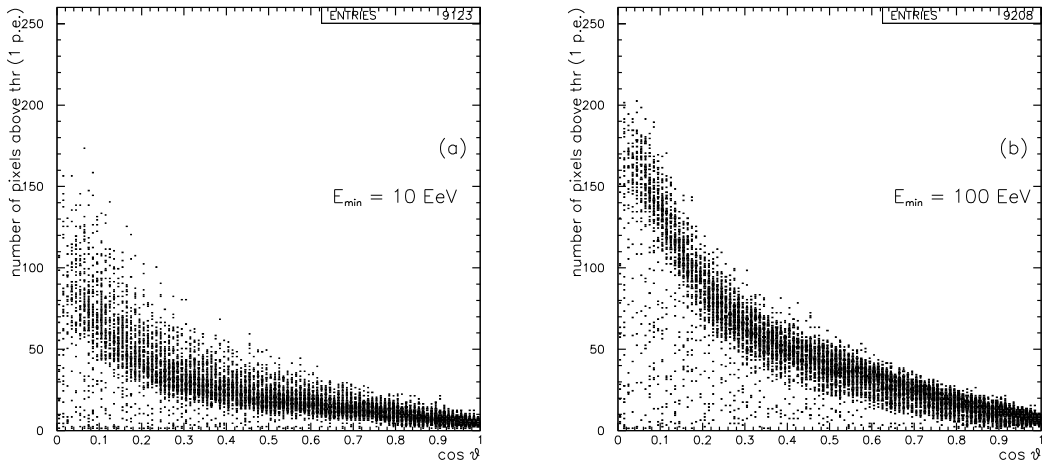 ENTRIES 9123
number of pixels above thr (1 p.e.)
250
200
150
100
50
0
(a)
E_min = 10 EeV
0 0.1 0.2 0.3 0.4 0.5 0.6 0.7 0.8 0.9 1
cos ϑ
ENTRIES 9208
number of pixels above thr (1 p.e.)
250
200
150
100
50
0
(b)
E_min = 100 EeV
0 0.1 0.2 0.3 0.4 0.5 0.6 0.7 0.8 0.9 1
cos ϑ